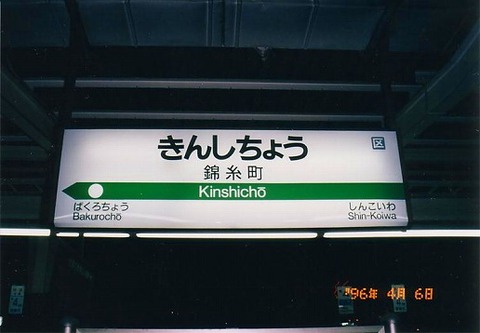 きんしちょう
区
錦糸町
Kinshichō
ばくろちょう
Bakurochō
しんこいわ
Shin-Koiwa
'96年 4月 6日